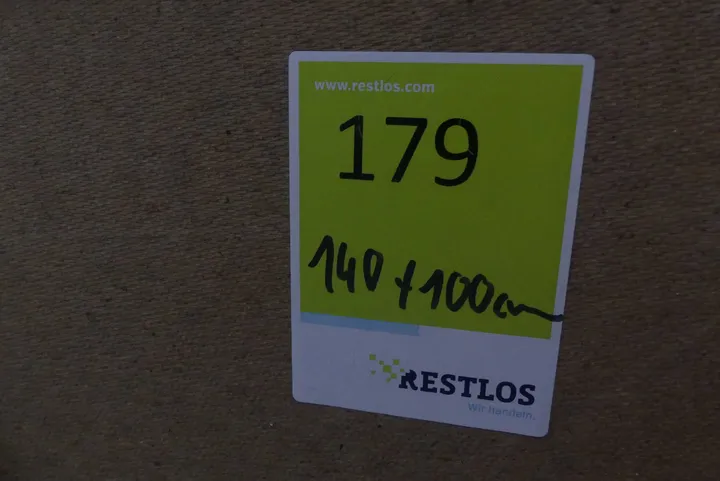 www.restlos.com
179
140 x 100cm
RESTLOS
Wir handeln.